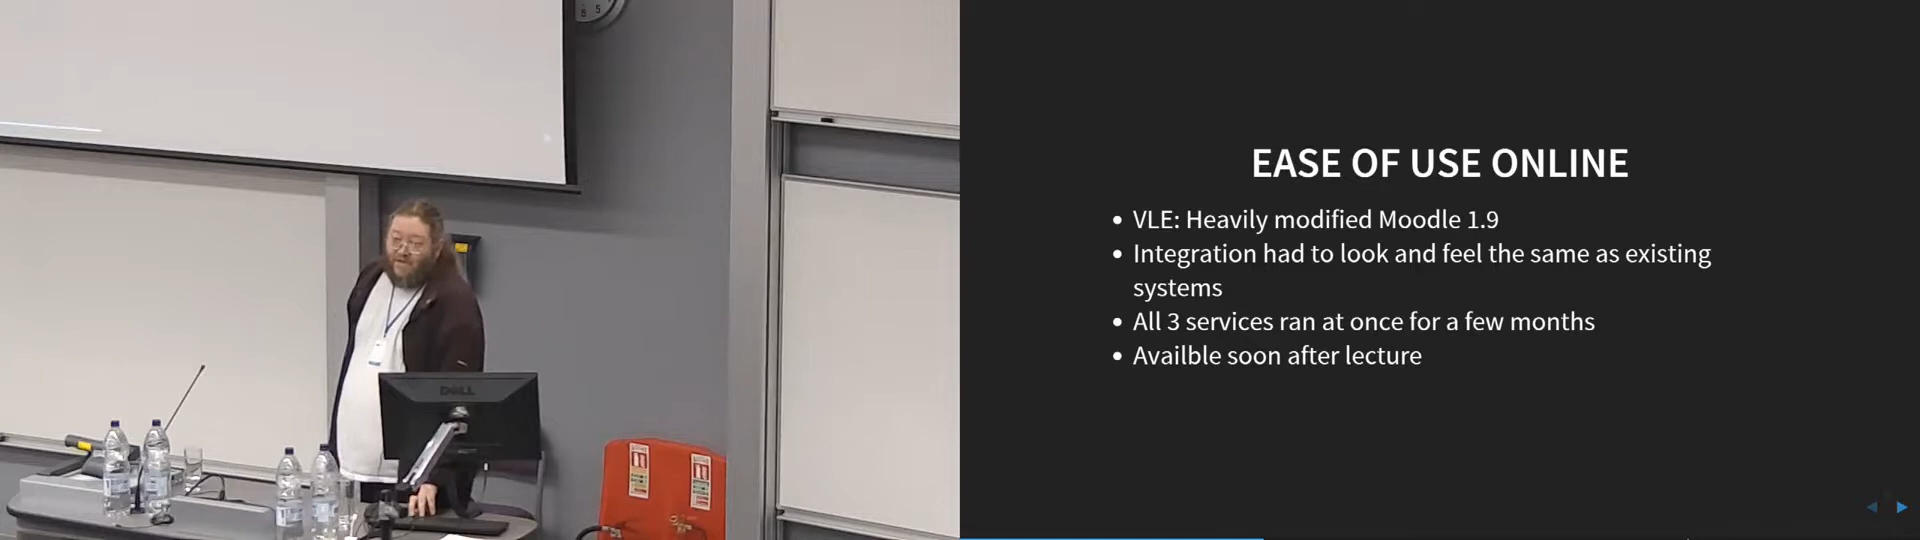 EASE OF USE ONLINE
VLE: Heavily modified Moodle 1.9
Integration had to look and feel the same as existing
systems
All 3 services ran at once for a few months
Availble soon after lecture
DELL